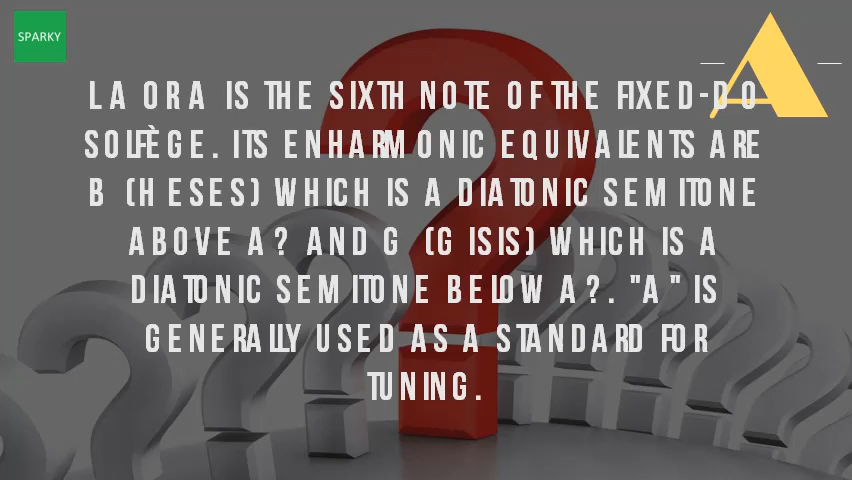 SPARKY
A
LA OR A IS THE SIXTH NOTE OF THE FIXED-DO
SOLFÈGE. ITS ENHARMONIC EQUIVALENTS ARE
B (HESES) WHICH IS A DIATONIC SEMITONE
ABOVE A? AND G (GISIS) WHICH IS A
DIATONIC SEMITONE BELOW A?. "A" IS
GENERALLY USED AS A STANDARD FOR
TUNING.